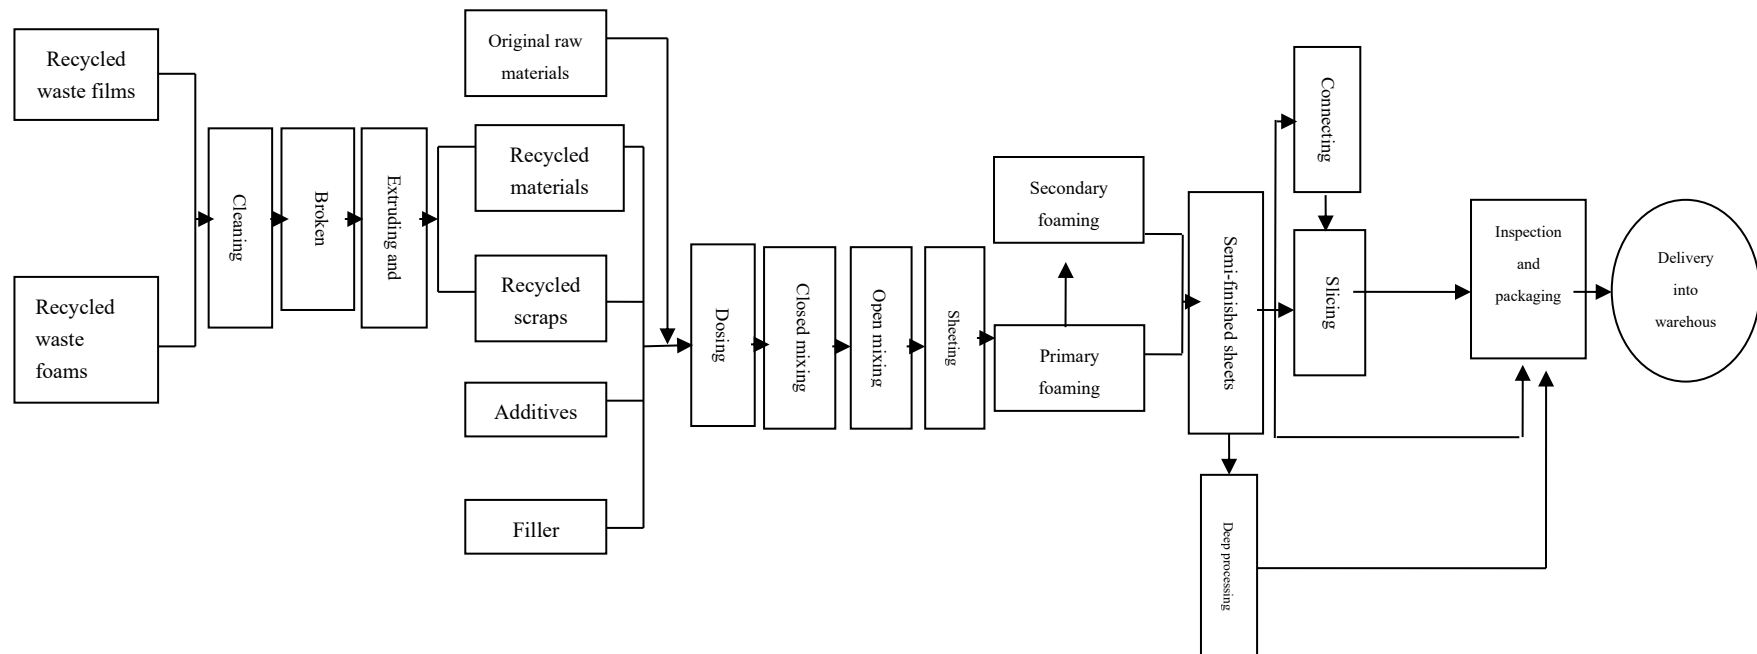 Recycled
waste films
Recycled
waste
foams
Cleaning
Broken
Extruding and
Original raw
materials
Recycled
materials
Recycled
scraps
Additives
Filler
Dosing
Closed mixing
Open mixing
Sheeting
Secondary
foaming
Primary
foaming
Semi-finished sheets
Deep processing
Connecting
Slicing
Inspection
and
packaging
Delivery
into
warehous